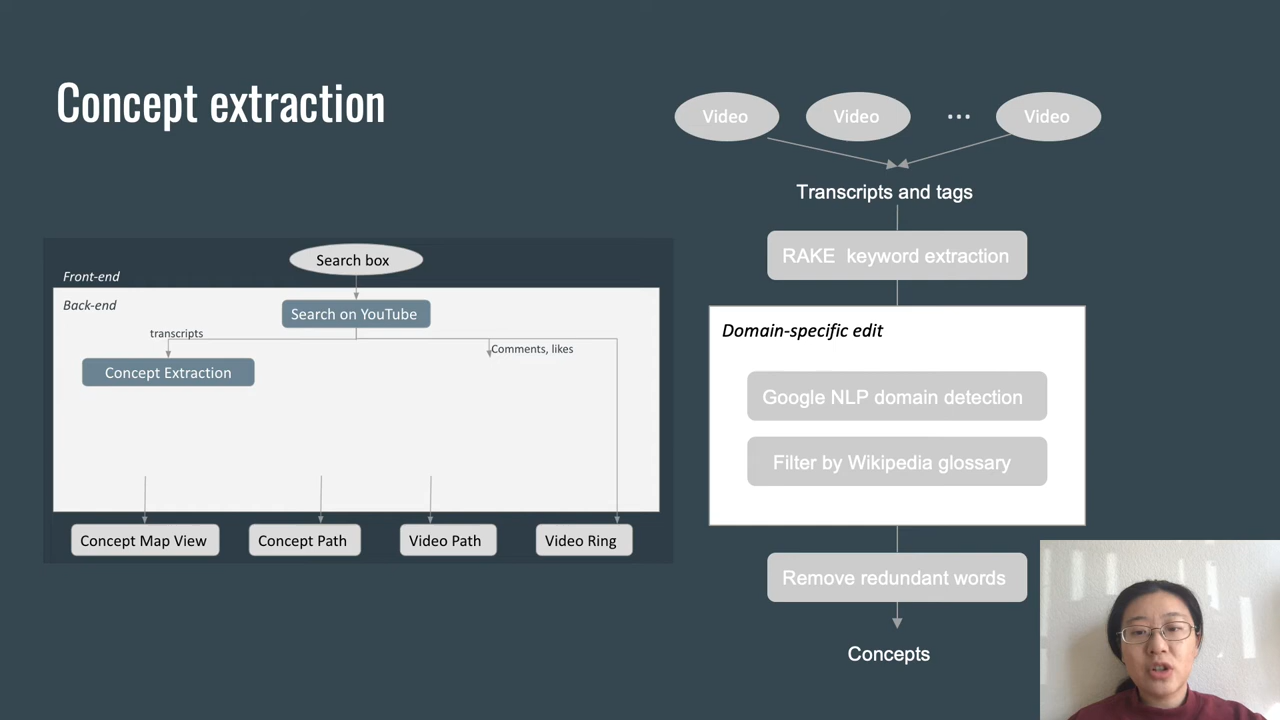 Concept extraction
Video
Video
...
Video
Transcripts and tags
RAKE keyword extraction
Domain-specific edit
Google NLP domain detection
Filter by Wikipedia glossary
Remove redundant words
Concepts
Search box
Front-end
Back-end
Search on YouTube
transcripts
Comments, likes
Concept Extraction
Concept Map View
Concept Path
Video Path
Video Ring